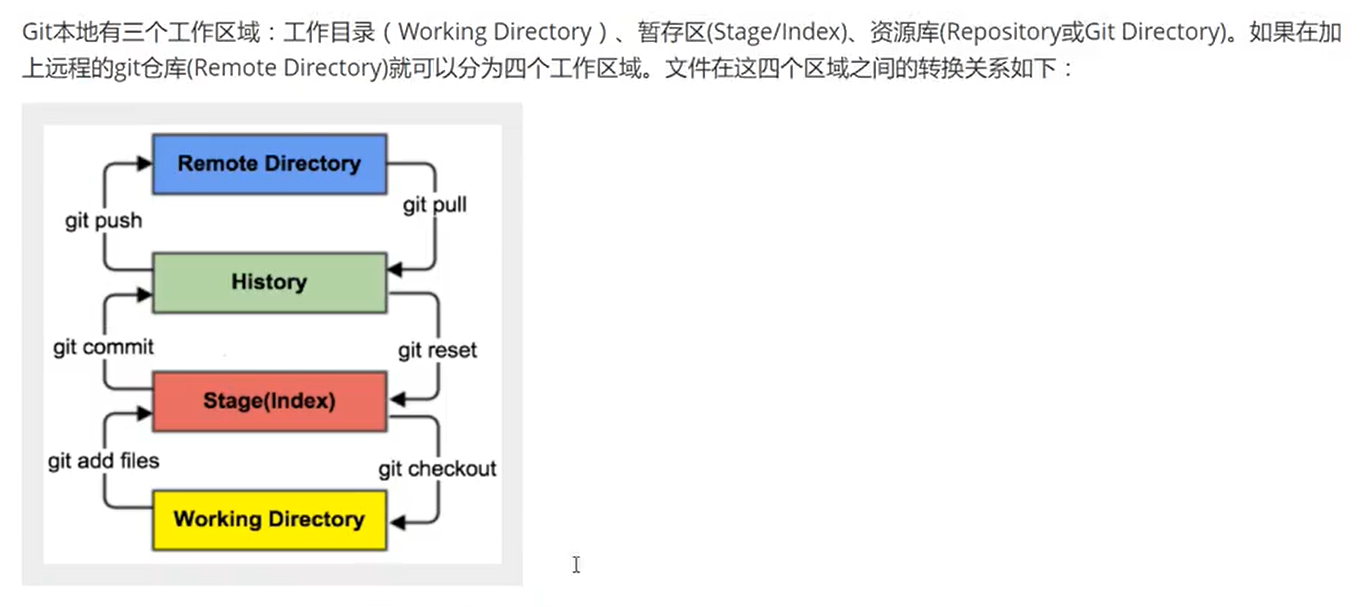 Git本地有三个工作区域：工作目录（Working Directory）、暂存区(Stage/Index)、资源库(Repository或Git Directory)。如果在加
上远程的git仓库(Remote Directory)就可以分为四个工作区域。文件在这四个区域之间的转换关系如下：
Remote Directory
git pull
git push
History
git commit
git reset
Stage(Index)
git add files
git checkout
Working Directory